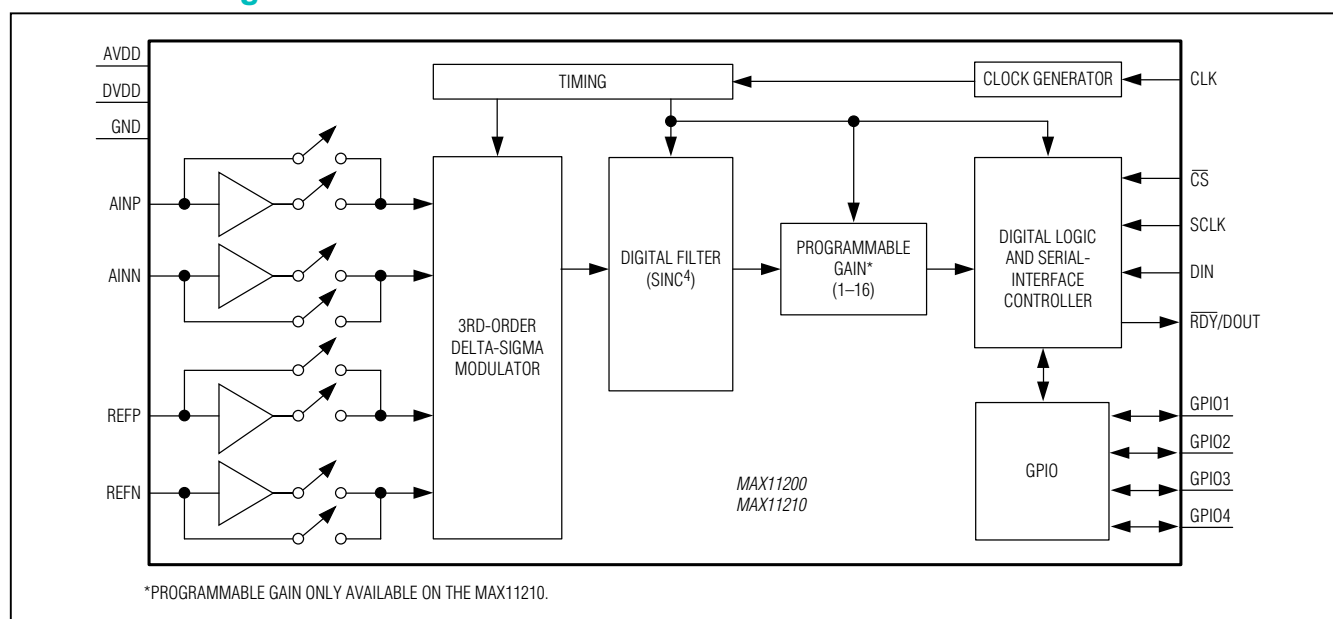 AVDD
DVDD
GND
AINP
AINN
REFP
REFN
TIMING
CLOCK GENERATOR
CLK
3RD-ORDER
DELTA-SIGMA
MODULATOR
DIGITAL FILTER
(SINC4)
PROGRAMMABLE
GAIN*
(1–16)
DIGITAL LOGIC
AND SERIAL-
INTERFACE
CONTROLLER
CS
SCLK
DIN
RDY/DOUT
GPIO
GPIO1
GPIO2
GPIO3
GPIO4
MAX11200
MAX11210
*PROGRAMMABLE GAIN ONLY AVAILABLE ON THE MAX11210.